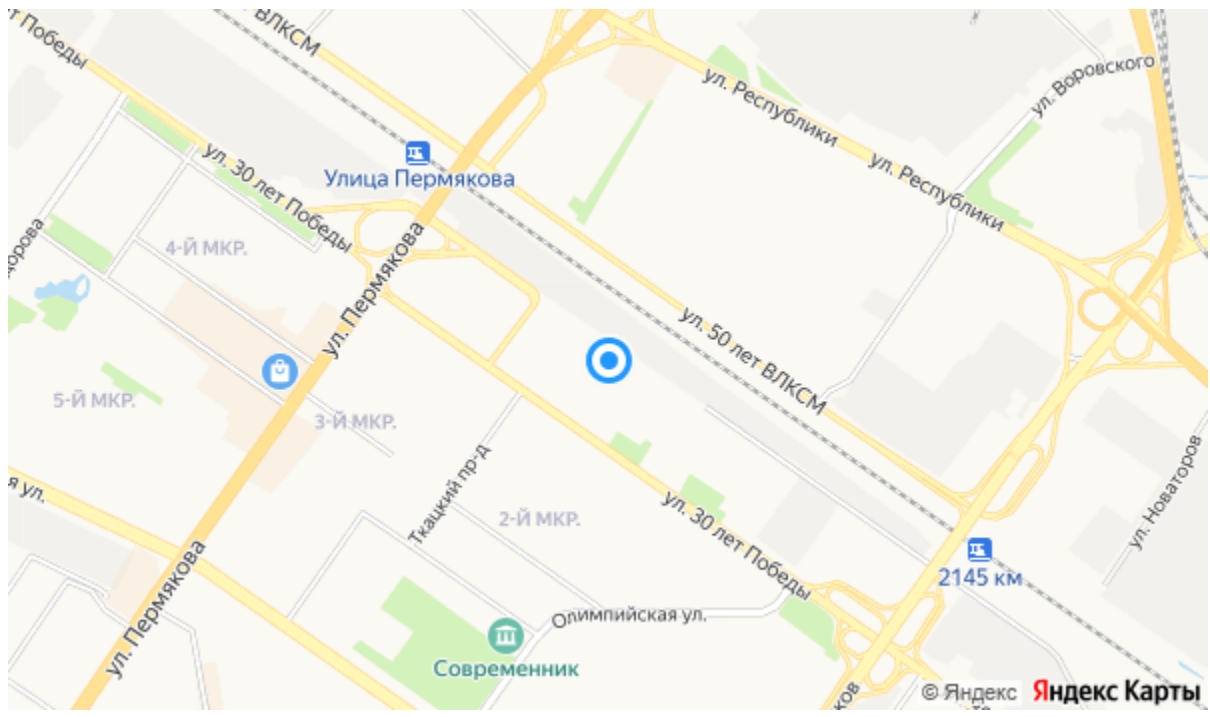 ВЛКСМ
т Победы
ул. Республики
ул. Воровского
ул. Республики
Улица Пермякова
ул. 30 лет Победы
4-Й МКР.
дорова
ул. Пермякова
ул. 50 лет ВЛКСМ
5-Й МКР.
3-Й МКР.
я ул.
Ткацкий пр-д
2-Й МКР.
ул. 30 лет Победы
ул. Новаторов
2145 км
ул. Пермякова
Олимпийская ул.
Современник
ков
© Яндекс Яндекс Карты